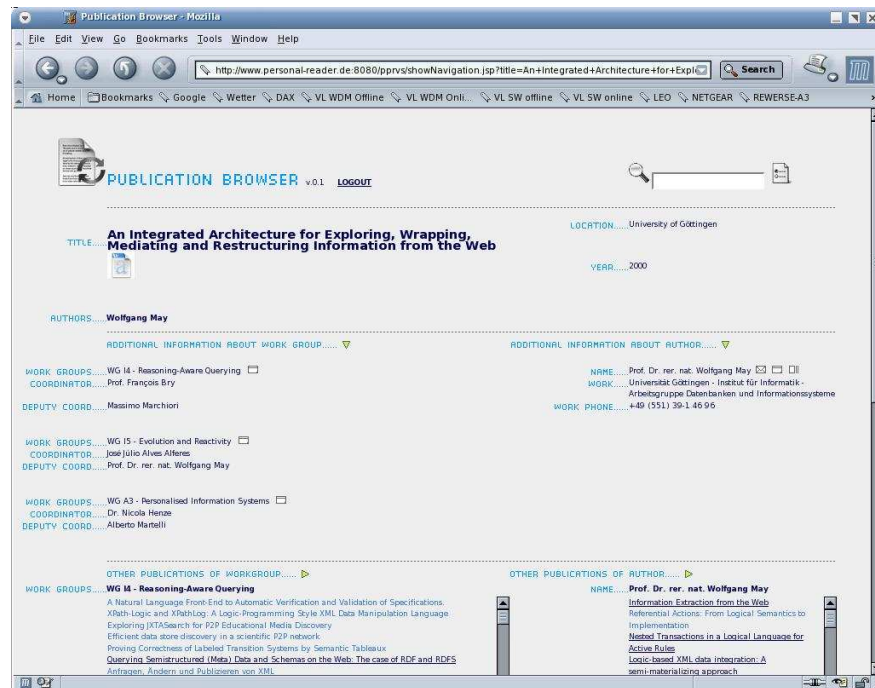 Publication Browser - Mozilla
File Edit View Go Bookmarks Tools Window Help
http://www.personal-reader.de:8080/pprvs/showNavigation.jsp?title=An+Integrated+Architecture+for+Explo
Search
Home Bookmarks Google Wetter DAX VL WDM Offline VL WDM Onli... VL SW offline VL SW online LEO NETGEAR REWERSE-A3
PUBLICATION BROWSER v.0.1 LOGOUT
TITLE..... An Integrated Architecture for Exploring, Wrapping,
Mediating and Restructuring Information from the Web
LOCATION..... University of Göttingen
YEAR..... 2000
AUTHORS..... Wolfgang May
ADDITIONAL INFORMATION ABOUT WORK GROUP.....
WORK GROUPS..... WG I4 - Reasoning-Aware Querying
COORDINATOR..... Prof. François Bry
DEPUTY COORD..... Massimo Marchiori
WORK GROUPS..... WG I5 - Evolution and Reactivity
COORDINATOR..... José Júlio Alves Alferes
DEPUTY COORD..... Prof. Dr. rer. nat. Wolfgang May
WORK GROUPS..... WG A3 - Personalised Information Systems
COORDINATOR..... Dr. Nicola Henze
DEPUTY COORD..... Alberto Martelli
ADDITIONAL INFORMATION ABOUT AUTHOR.....
NAME..... Prof. Dr. rer. nat. Wolfgang May
WORK..... Universität Göttingen - Institut für Informatik -
Arbeitsgruppe Datenbanken und Informationssysteme
WORK PHONE..... +49 (551) 39-1 46 96
OTHER PUBLICATIONS OF WORKGROUP.....
WORK GROUPS..... WG I4 - Reasoning-Aware Querying
A Natural Language Front-End to Automatic Verification and Validation of Specifications.
XPath-Logic and XPathLog: A Logic-Programming Style XML Data Manipulation Language
Exploring JXTASearch for P2P Educational Media Discovery
Efficient data store discovery in a scientific P2P network
Proving Correctness of Labeled Transition Systems by Semantic Tableaux
Querying Semistructured (Meta) Data and Schemas on the Web: The case of RDF and RDFS
Anfragen, Ändern und Publizieren von XML
OTHER PUBLICATIONS OF AUTHOR.....
NAME..... Prof. Dr. rer. nat. Wolfgang May
Information Extraction from the Web
Referential Actions: From Logical Semantics to
Implementation
Nested Transactions in a Logical Language for
Active Rules
Logic-based XML data integration: A
semi-materializing approach